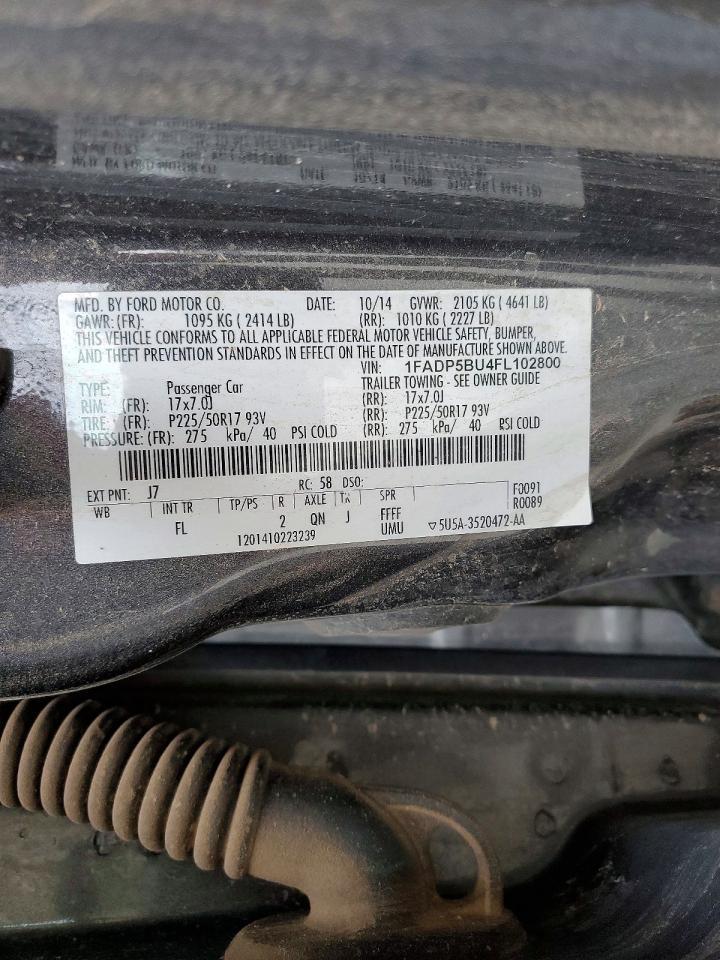 MFD. BY FORD MOTOR CO. DATE: 10/14 GVWR: 2105 KG ( 4641 LB)
GAWR: (FR): 1095 KG ( 2414 LB) (RR): 1010 KG ( 2227 LB)
THIS VEHICLE CONFORMS TO ALL APPLICABLE FEDERAL MOTOR VEHICLE SAFETY, BUMPER,
AND THEFT PREVENTION STANDARDS IN EFFECT ON THE DATE OF MANUFACTURE SHOWN ABOVE.
VIN: 1FADP5BU4FL102800
TYPE: Passenger Car TRAILER TOWING - SEE OWNER GUIDE
RIM: (FR): 17x7.0J (RR): 17x7.0J
TIRE: (FR): P225/50R17 93V (RR): P225/50R17 93V
PRESSURE: (FR): 275 kPa/ 40 PSI COLD (RR): 275 kPa/ 40 PSI COLD
EXT PNT: J7 RC: 58 DSO:
WB INT TR TP/PS R AXLE TR SPR F0091
R0089
FL 2 QN J FFFF
UMU
1201410223239 ▽5U5A-3520472-AA